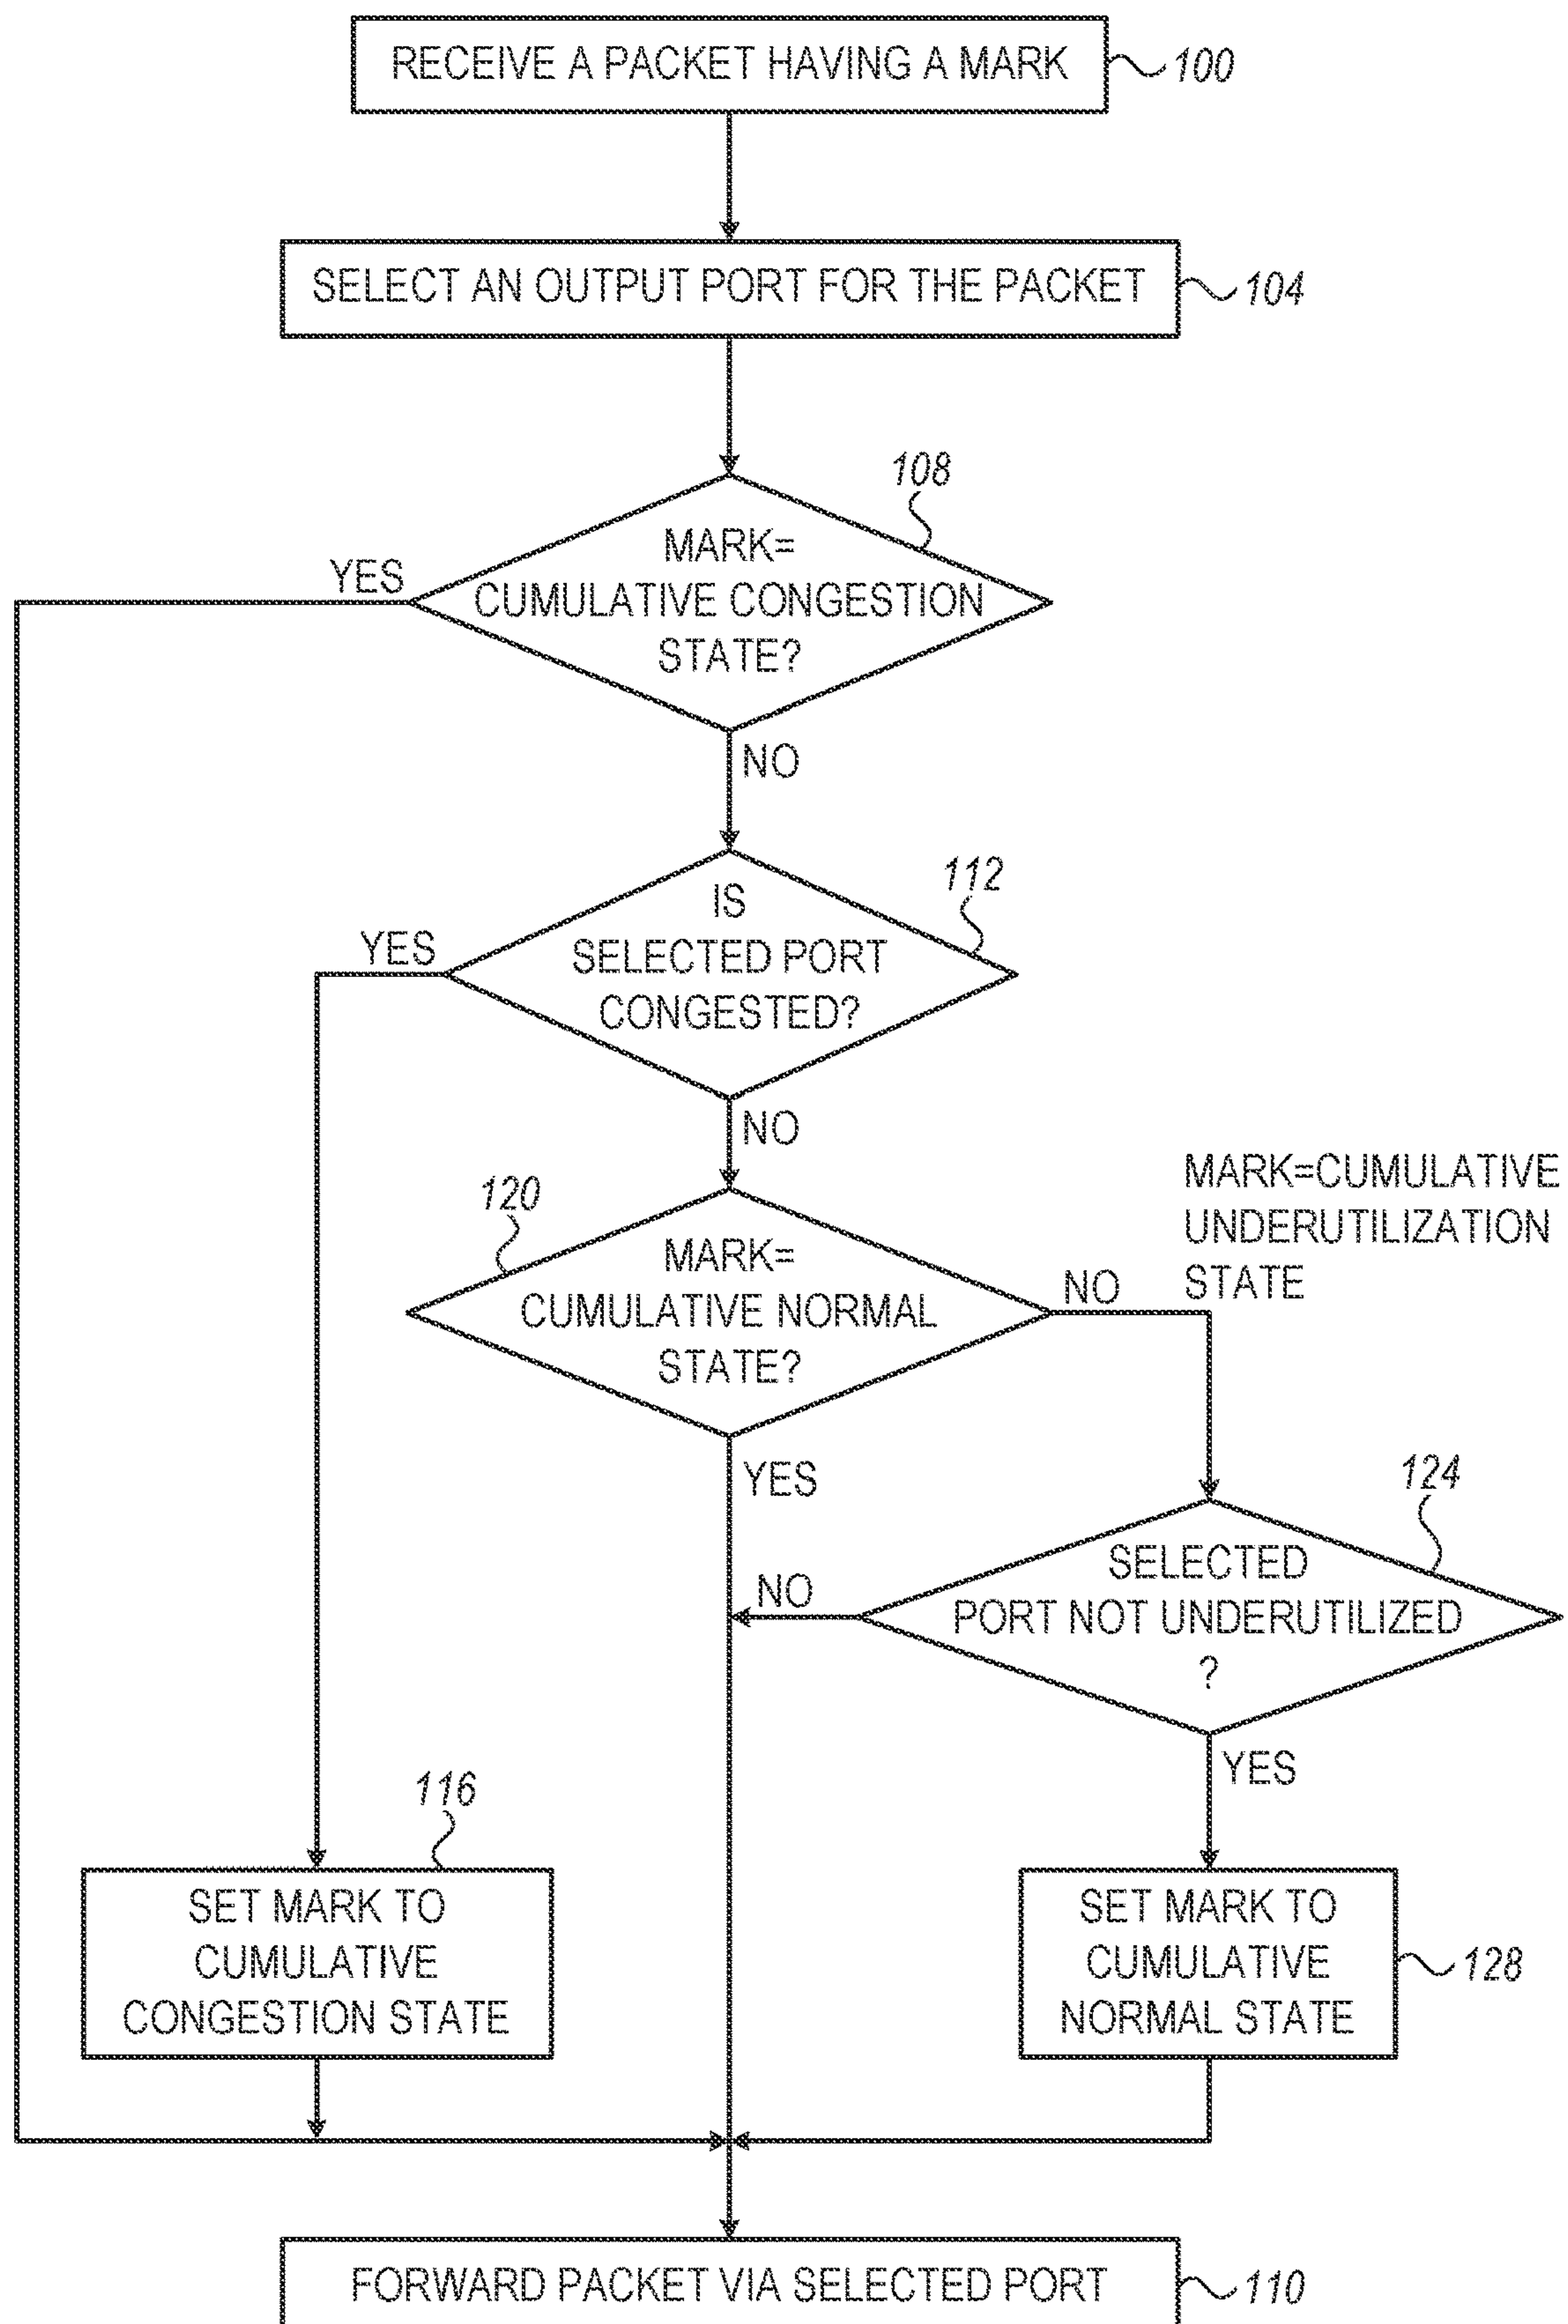 RECEIVE A PACKET HAVING A MARK
100
SELECT AN OUTPUT PORT FOR THE PACKET
104
108
MARK=
CUMULATIVE CONGESTION
STATE?
YES
NO
112
IS
SELECTED PORT
CONGESTED?
YES
NO
120
MARK=
CUMULATIVE NORMAL
STATE?
NO
MARK=CUMULATIVE
UNDERUTILIZATION
STATE
YES
124
SELECTED
PORT NOT UNDERUTILIZED
?
NO
YES
116
SET MARK TO
CUMULATIVE
CONGESTION STATE
SET MARK TO
CUMULATIVE
NORMAL STATE
128
FORWARD PACKET VIA SELECTED PORT
110